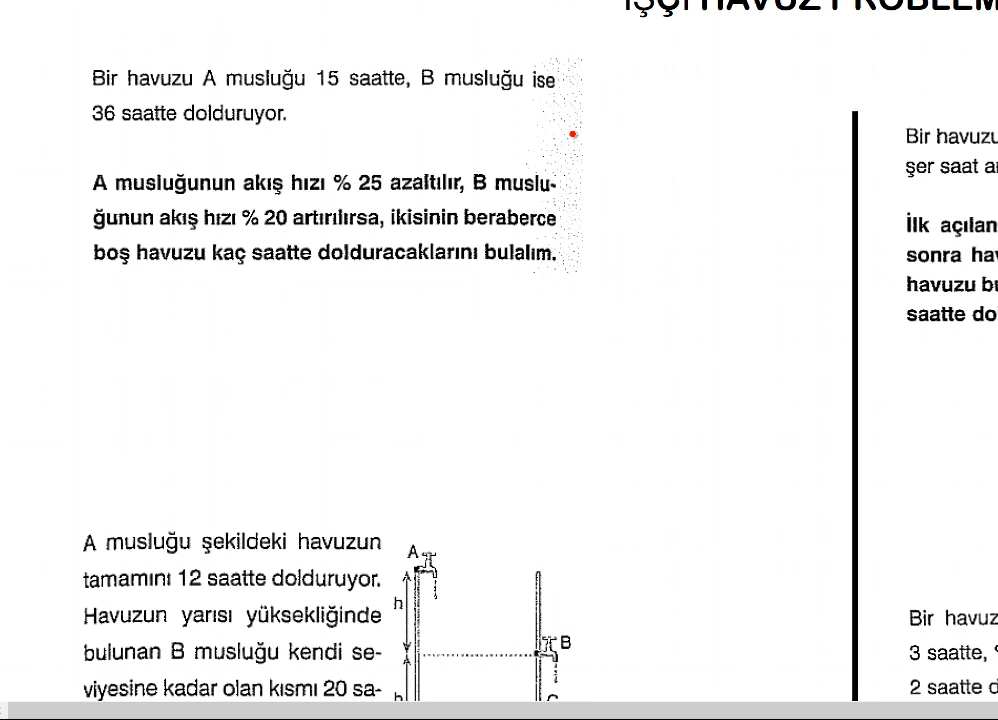 İŞÇİ HAVUZ
Bir havuzu A musluğu 15 saatte, B musluğu ise
36 saatte dolduruyor.
A musluğunun akış hızı % 25 azaltılır, B muslu-
ğunun akış hızı % 20 artırılırsa, ikisinin beraberce
boş havuzu kaç saatte dolduracaklarını bulalım.
A musluğu şekildeki havuzun
tamamını 12 saatte dolduruyor.
Havuzun yarısı yüksekliğinde
bulunan B musluğu kendi se-
viyesine kadar olan kısmı 20 sa-
A
h
B
h
Bir havuzu
şer saat
İlk açılan
sonra
havuzu
saatte
Bir
3 saatte,
2 saatte